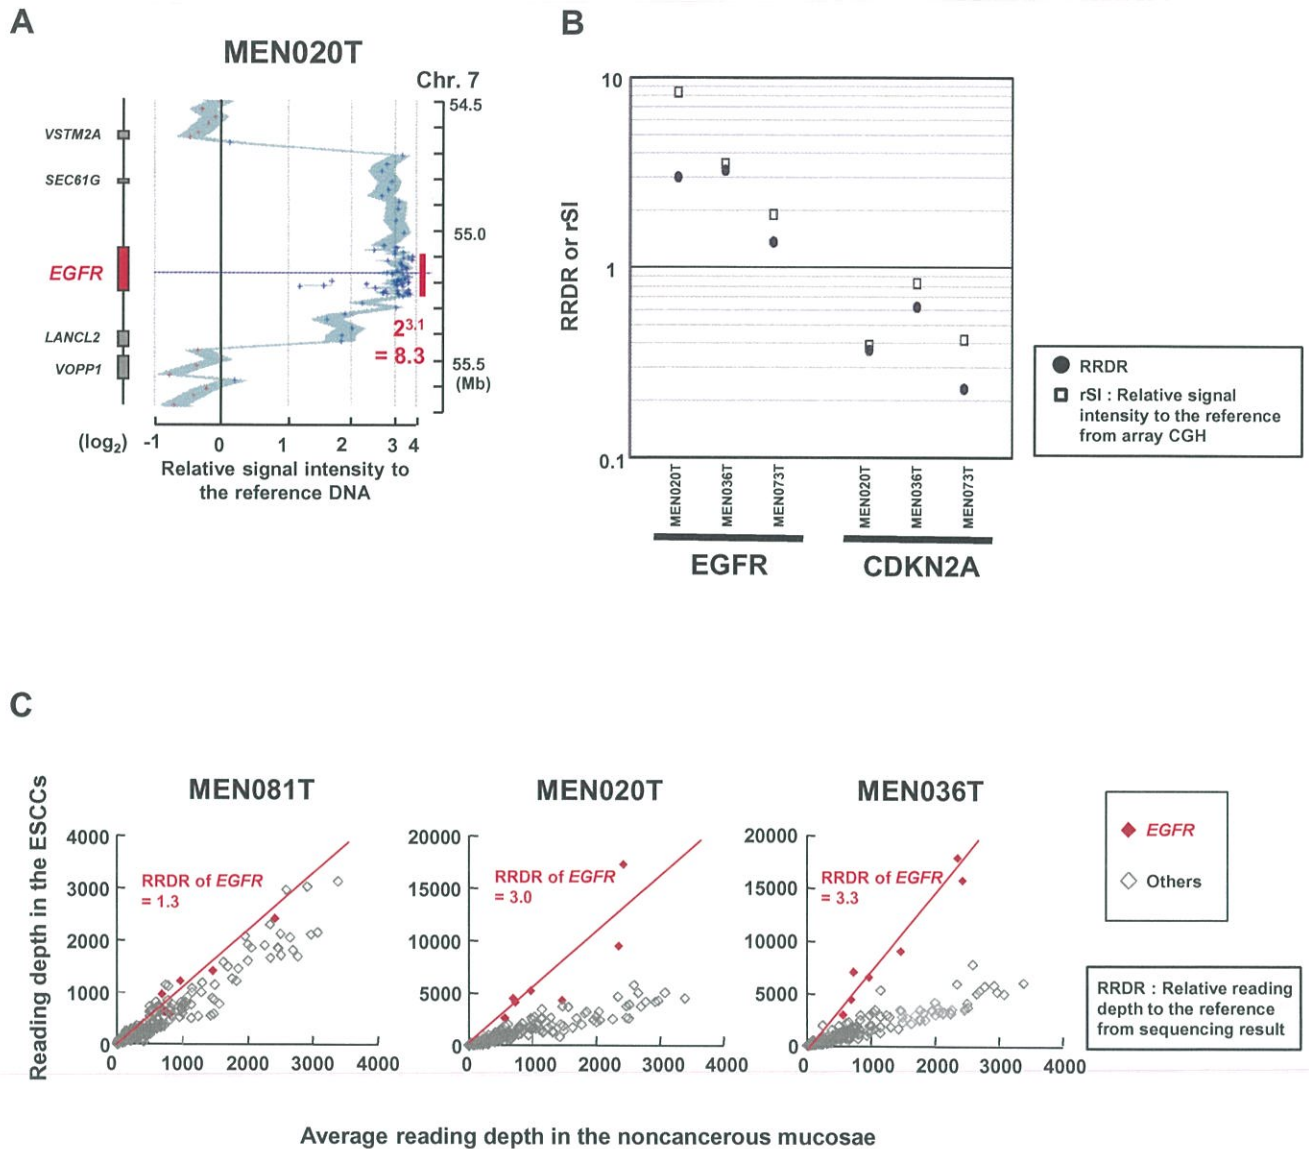 A
MEN020T
Chr. 7
VSTM2A
SEC61G
EGFR
LANCL2
VOPP1
54.5
55.0
55.5
(Mb)
2^3.1
= 8.3
(log2) -1 0 1 2 3 4
Relative signal intensity to
the reference DNA
B
RRDR or rSI
10
1
0.1
MEN020T
MEN036T
MEN073T
MEN020T
MEN036T
MEN073T
EGFR
CDKN2A
RRDR
rSI : Relative signal
intensity to the reference
from array CGH
C
Reading depth in the ESCCs
MEN081T
4000
3000
2000
1000
0
RRDR of EGFR
= 1.3
0 1000 2000 3000 4000
MEN020T
20000
15000
10000
5000
0
RRDR of EGFR
= 3.0
0 1000 2000 3000 4000
MEN036T
20000
15000
10000
5000
0
RRDR of EGFR
= 3.3
0 1000 2000 3000 4000
EGFR
Others
RRDR : Relative reading
depth to the reference
from sequencing result
Average reading depth in the noncancerous mucosae